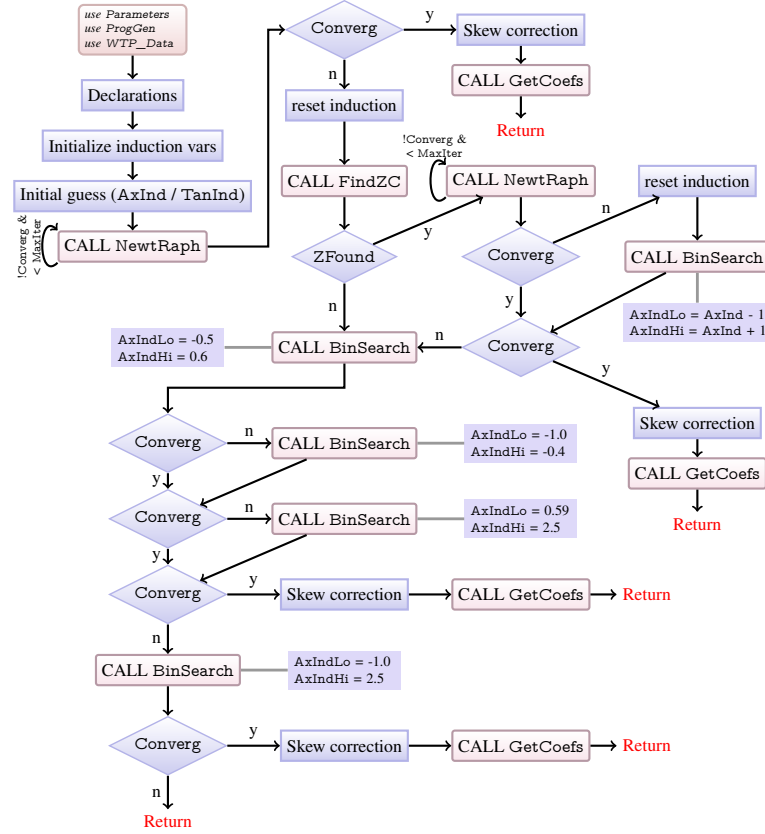 use Parameters
use ProgGen
use WTP_Data
Declarations
Initialize induction vars
Initial guess (AxInd / TanInd)
!Converg &
< MaxIter
CALL NewtRaph
Converg
y
Skew correction
CALL GetCoefs
Return
n
reset induction
CALL FindZC
ZFound
y
!Converg &
< MaxIter
CALL NewtRaph
Converg
n
reset induction
CALL BinSearch
AxIndLo = AxInd - 1
AxIndHi = AxInd + 1
y
Converg
y
Skew correction
CALL GetCoefs
Return
n
n
CALL BinSearch
AxIndLo = -0.5
AxIndHi = 0.6
Converg
n
CALL BinSearch
AxIndLo = -1.0
AxIndHi = -0.4
y
Converg
n
CALL BinSearch
AxIndLo = 0.59
AxIndHi = 2.5
y
Converg
y
Skew correction
CALL GetCoefs
Return
n
CALL BinSearch
AxIndLo = -1.0
AxIndHi = 2.5
Converg
y
Skew correction
CALL GetCoefs
Return
n
Return